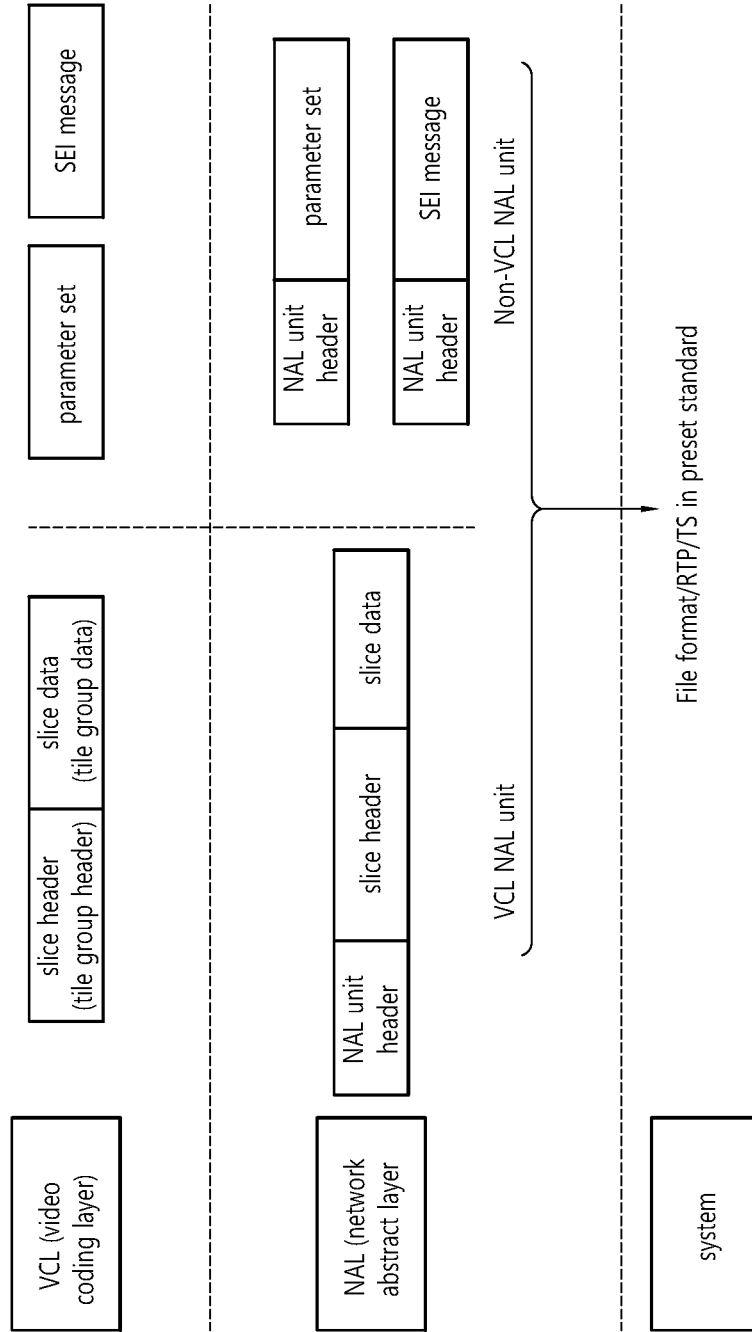 VCL (video
coding layer)
slice header
(tile group header)
slice data
(tile group data)
parameter set
SEI message
NAL (network
abstract layer
NAL unit
header
slice header
slice data
NAL unit
header
parameter set
NAL unit
header
SEI message
VCL NAL unit
Non-VCL NAL unit
system
File format/RTP/TS in preset standard